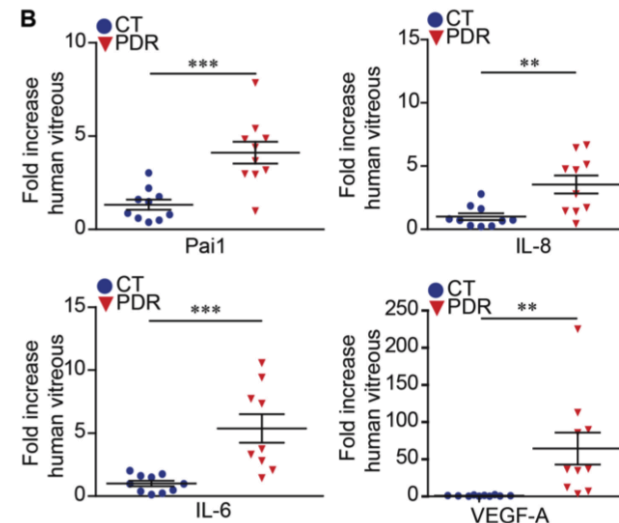 B
CT
PDR
Fold increase
human vitreous
10
5
0
***
Pai1
CT
PDR
Fold increase
human vitreous
15
10
5
0
**
IL-8
CT
PDR
Fold increase
human vitreous
15
10
5
0
***
IL-6
CT
PDR
Fold increase
human vitreous
250
200
150
100
50
0
**
VEGF-A